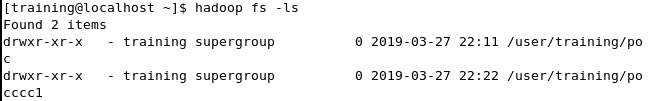 [training@localhost ~]$ hadoop fs -ls
Found 2 items
drwxr-xr-x   - training supergroup          0 2019-03-27 22:11 /user/training/po
c
drwxr-xr-x   - training supergroup          0 2019-03-27 22:22 /user/training/po
cccc1